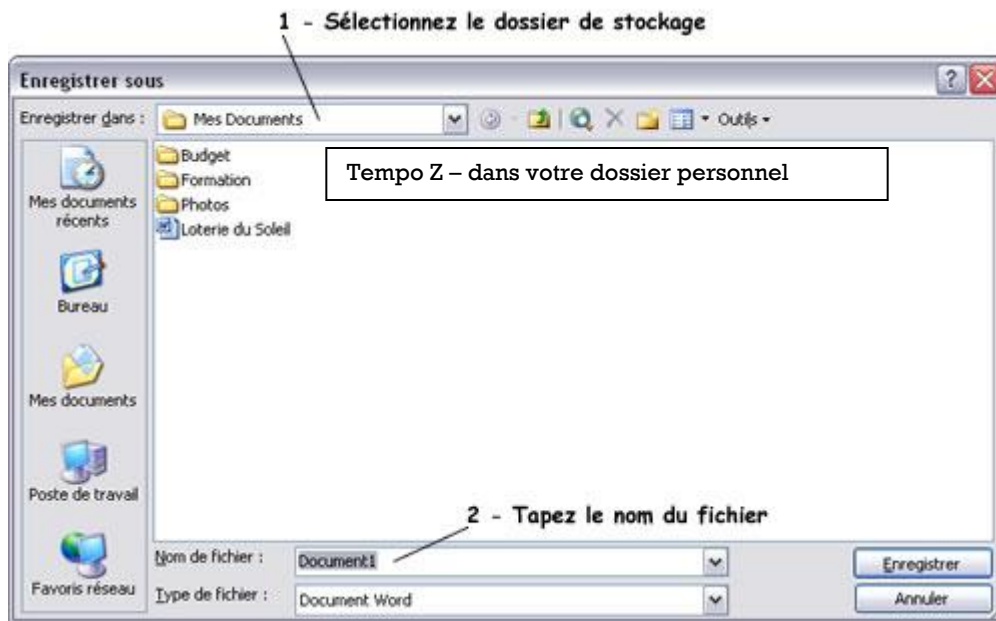 1 - Sélectionnez le dossier de stockage
Enregistrer sous
Enregistrer dans :
Mes Documents
Outils
Budget
Formation
Photos
Loterie du Soleil
Tempo Z – dans votre dossier personnel
Mes documents
récents
Bureau
Mes documents
Poste de travail
Favoris réseau
2 - Tapez le nom du fichier
Nom de fichier :
Document1
Enregistrer
Type de fichier :
Document Word
Annuler